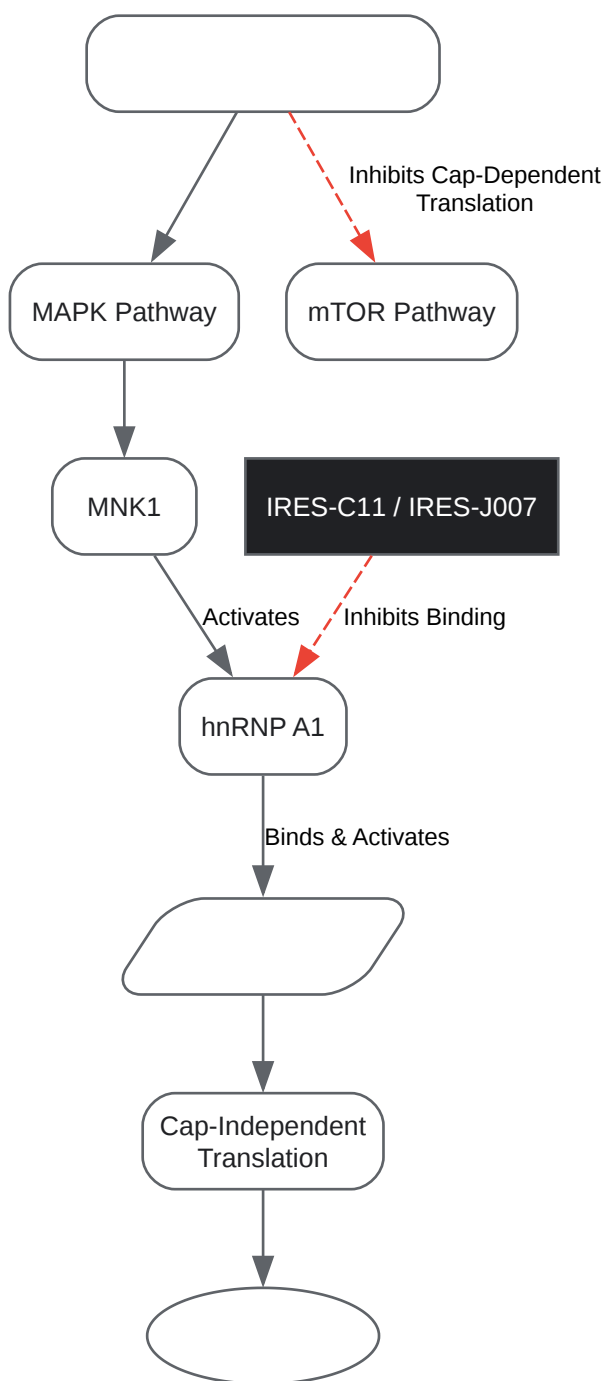 Inhibits Cap-Dependent
Translation
MAPK Pathway
mTOR Pathway
MNK1
IRES-C11 / IRES-J007
Activates
Inhibits Binding
hnRNP A1
Binds & Activates
Cap-Independent
Translation